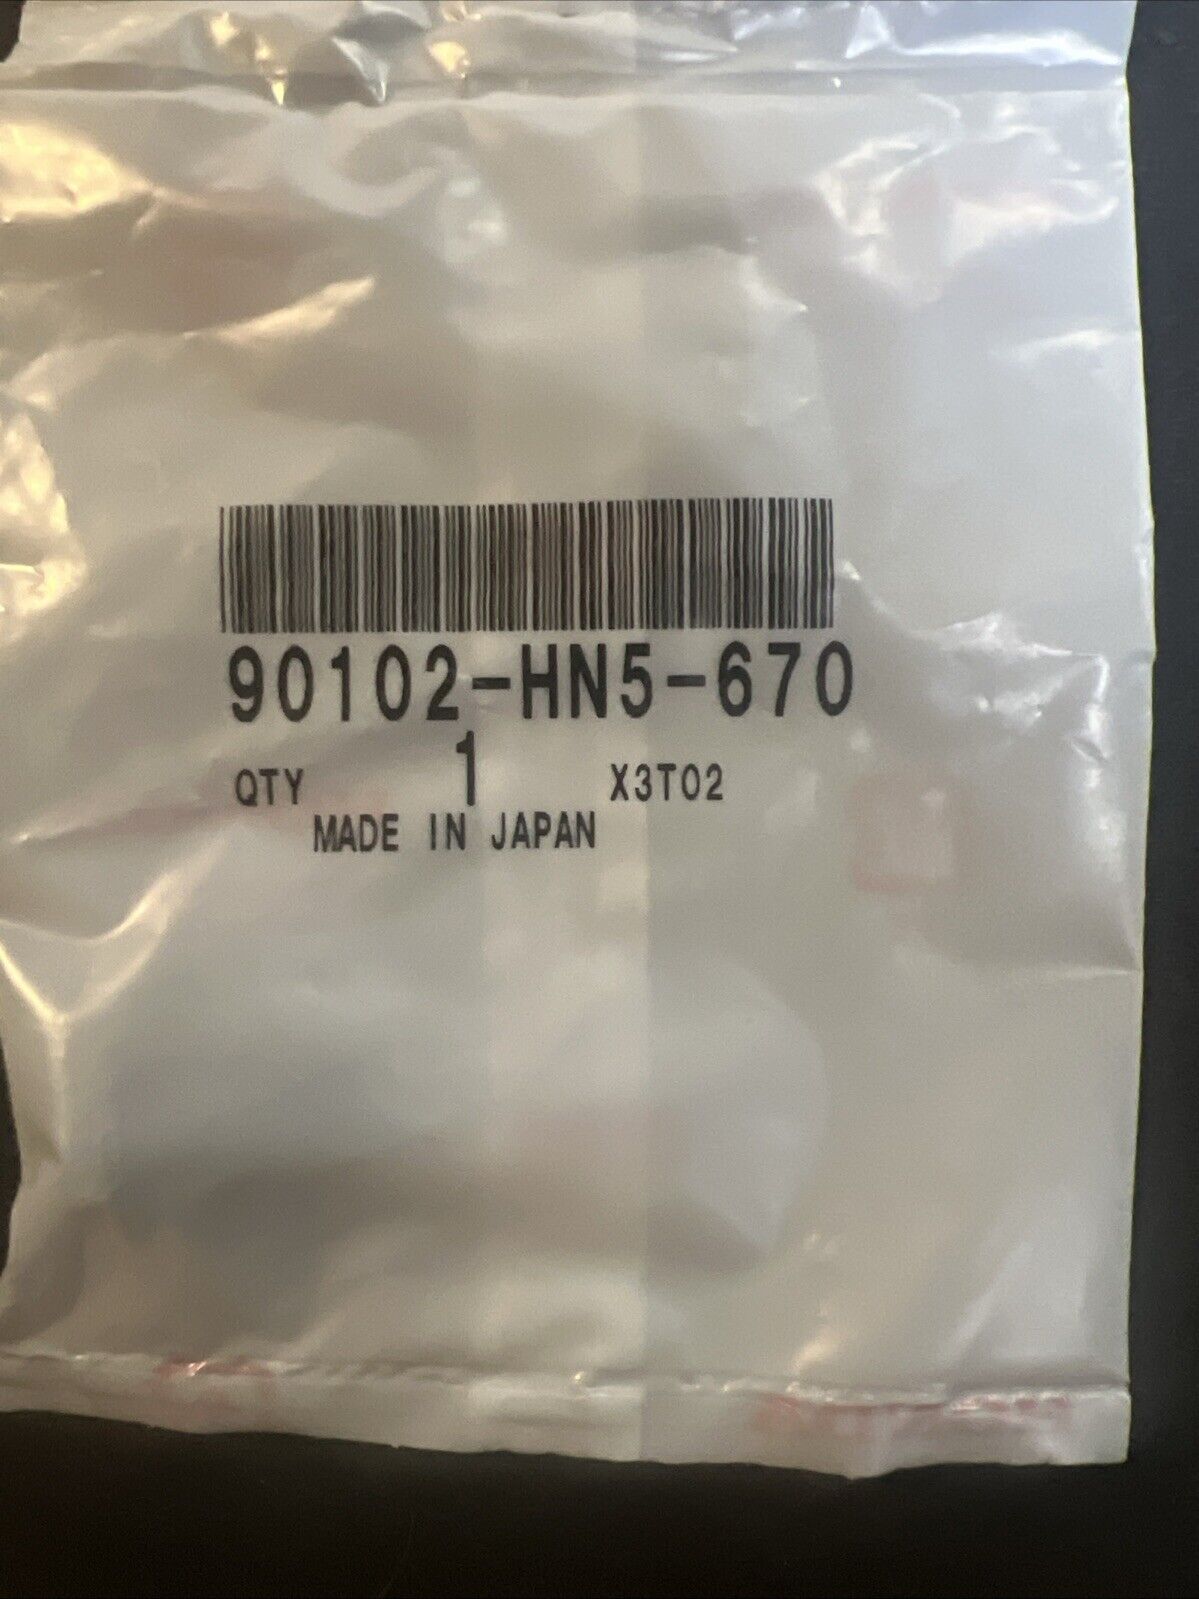 90102-HN5-670
QTY 1 X3T02
MADE IN JAPAN